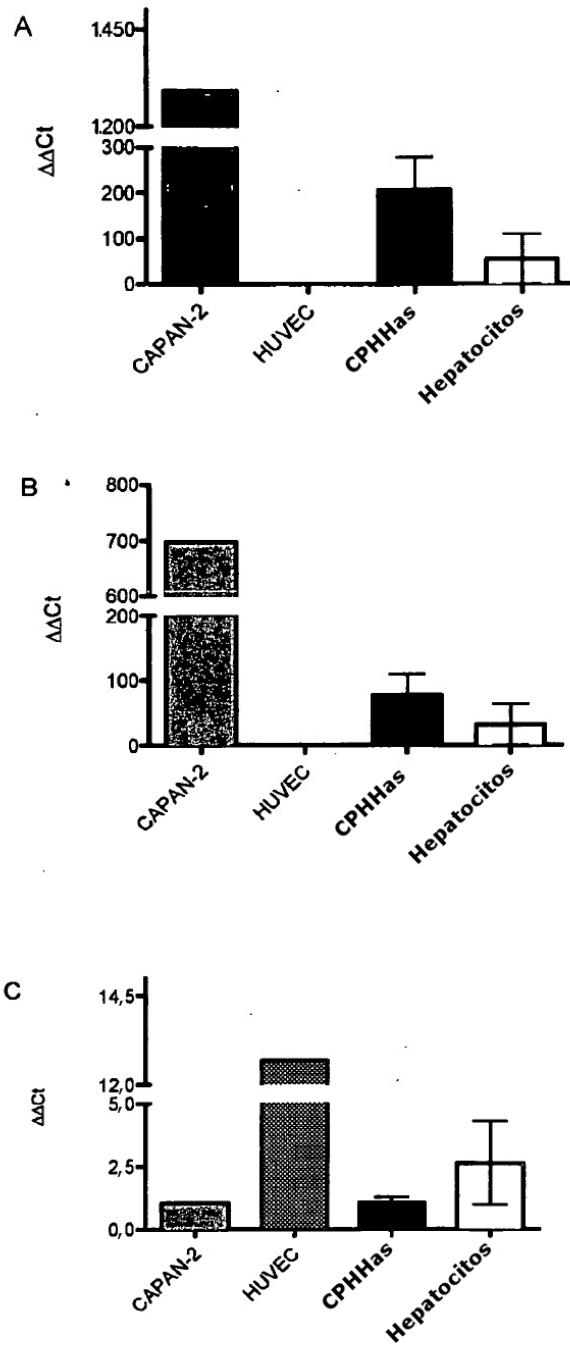 A
1.450
1.200
300
200
100
0
ΔΔCt
CAPAN-2
HUVEC
CPHHas
Hepatocitos
B
800
700
600
200
100
0
ΔΔCt
CAPAN-2
HUVEC
CPHHas
Hepatocitos
C
14,5
12,0
5,0
2,5
0,0
ΔΔCt
CAPAN-2
HUVEC
CPHHas
Hepatocitos